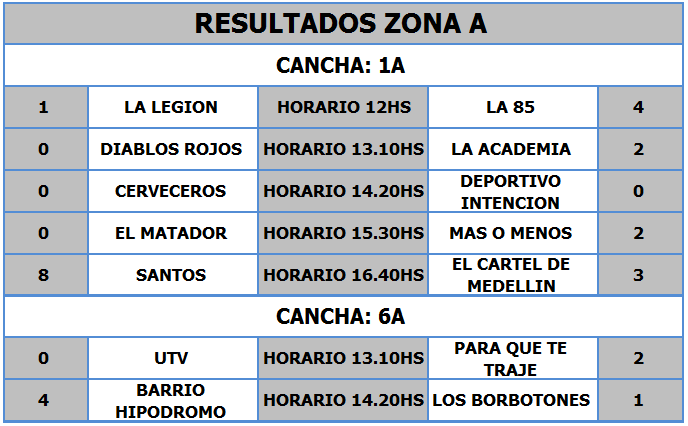 RESULTADOS ZONA A
CANCHA: 1A
1 LA LEGION HORARIO 12HS LA 85 4
0 DIABLOS ROJOS HORARIO 13.10HS LA ACADEMIA 2
0 CERVECEROS HORARIO 14.20HS DEPORTIVO INTENCION 0
0 EL MATADOR HORARIO 15.30HS MAS O MENOS 2
8 SANTOS HORARIO 16.40HS EL CARTEL DE MEDELLIN 3
CANCHA: 6A
0 UTV HORARIO 13.10HS PARA QUE TE TRAJE 2
4 BARRIO HIPODROMO HORARIO 14.20HS LOS BORBOTONES 1